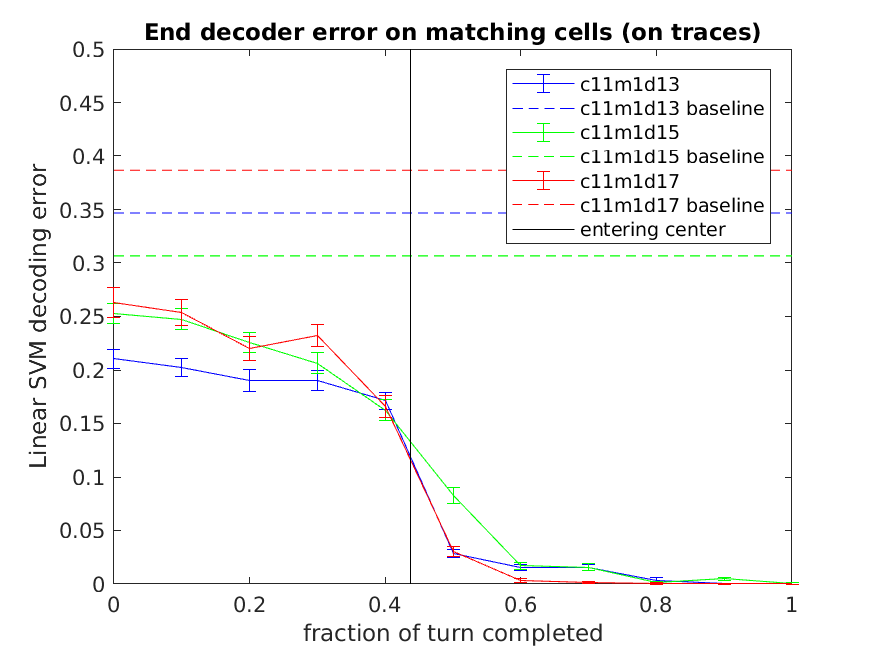 End decoder error on matching cells (on traces)
Linear SVM decoding error
0.5
0.45
0.4
0.35
0.3
0.25
0.2
0.15
0.1
0.05
0
c11m1d13
c11m1d13 baseline
c11m1d15
c11m1d15 baseline
c11m1d17
c11m1d17 baseline
entering center
0 0.2 0.4 0.6 0.8 1
fraction of turn completed